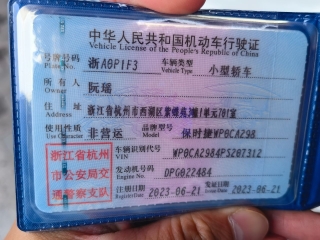 中华人民共和国机动车行驶证
Vehicle License of the People's Republic of China
号牌号码 浙A0P1F3 车辆类型 小型轿车
Plate No. Vehicle Type
所有人 阮瑶
Owner
住址 浙江省杭州市西湖区紫蝶苑3幢1单元701室
Address
使用性质 非营运 品牌型号 保时捷WP0CA298
Use Character Model
浙江省杭州
市公安局交
通警察支队
车辆识别代号 WP0CA2984PS207312
VIN
发动机号码 DPG022484
Engine No.
注册日期 2023-06-21 发证日期 2023-06-21
Register Date Issue Date